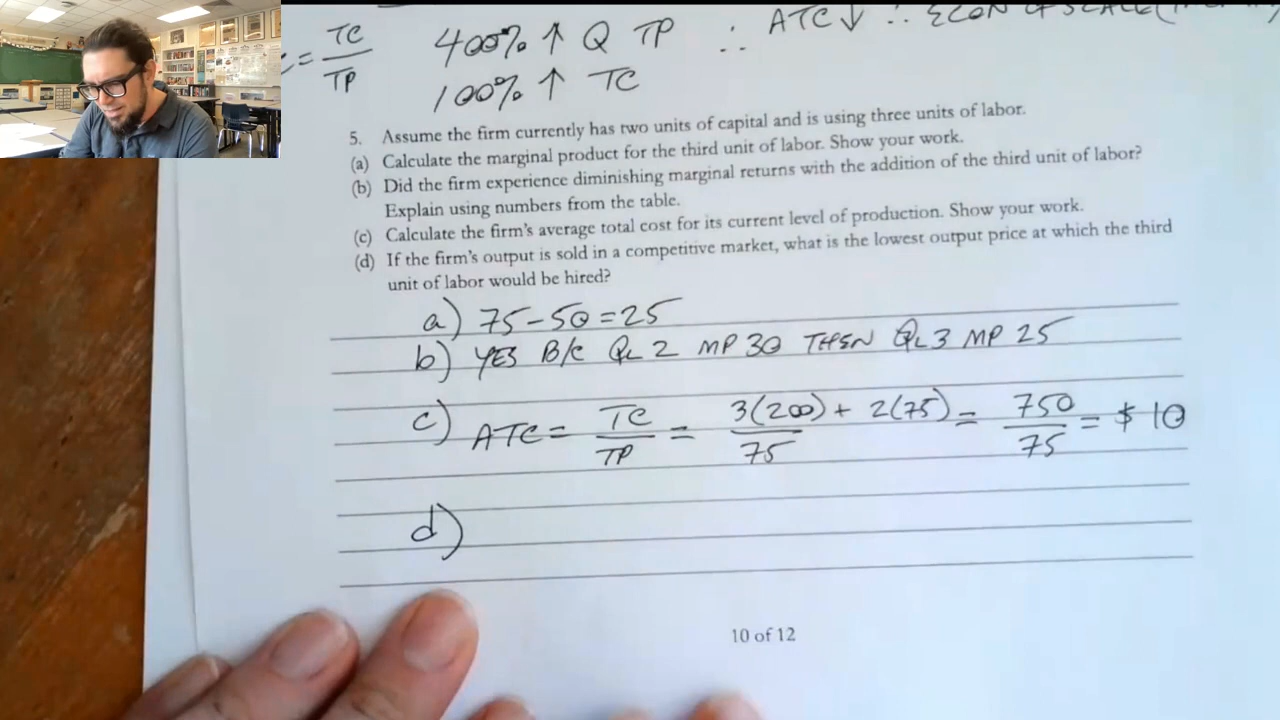 = TC / TP 400% ↑ Q TP ∴ ATC ↓ ∴ ECON OF SCALE
100% ↑ TC
5. Assume the firm currently has two units of capital and is using three units of labor.
(a) Calculate the marginal product for the third unit of labor. Show your work.
(b) Did the firm experience diminishing marginal returns with the addition of the third unit of labor?
Explain using numbers from the table.
(c) Calculate the firm's average total cost for its current level of production. Show your work.
(d) If the firm's output is sold in a competitive market, what is the lowest output price at which the third
unit of labor would be hired?
a) 75-50=25
b) YES B/C QL 2 MP 30 THEN QL 3 MP 25
c) ATC = TC / TP = 3(200) + 2(75) / 75 = 750 / 75 = $ 10
d)
10 of 12